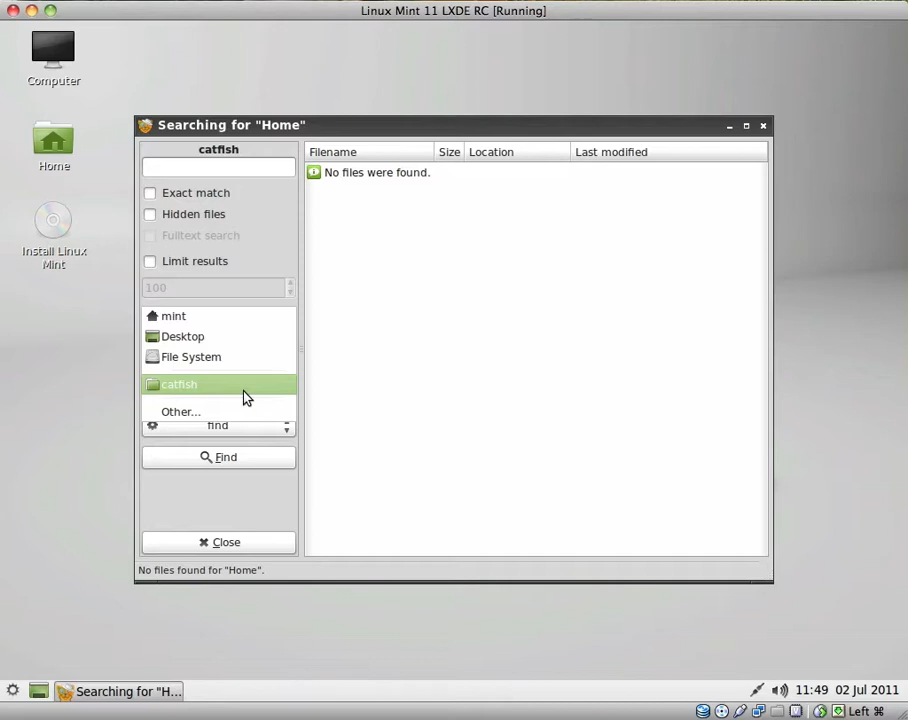 Linux Mint 11 LXDE RC [Running]
Computer
Home
Install Linux
Mint
Searching for "Home"
catfish
Exact match
Hidden files
Fulltext search
Limit results
100
mint
Desktop
File System
catfish
Other...
find
Find
Close
Filename Size Location Last modified
No files were found.
No files found for "Home".
Searching for "H...
11:49 02 Jul 2011
Left ⌘